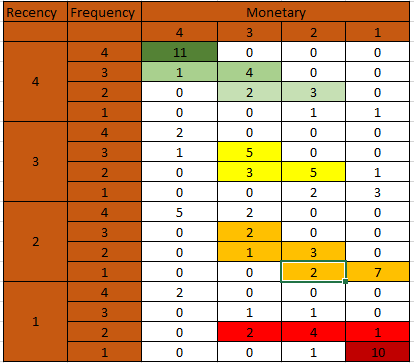 Recency Frequency Monetary
4 3 2 1
4 4 11 0 0 0
3 1 4 0 0
2 0 2 3 0
1 0 0 1 1
3 4 2 0 0 0
3 1 5 0 0
2 0 3 5 1
1 0 0 2 3
2 4 5 2 0 0
3 0 2 0 0
2 0 1 3 0
1 0 0 2 7
1 4 2 0 0 0
3 0 1 1 0
2 0 2 4 1
1 0 0 1 10